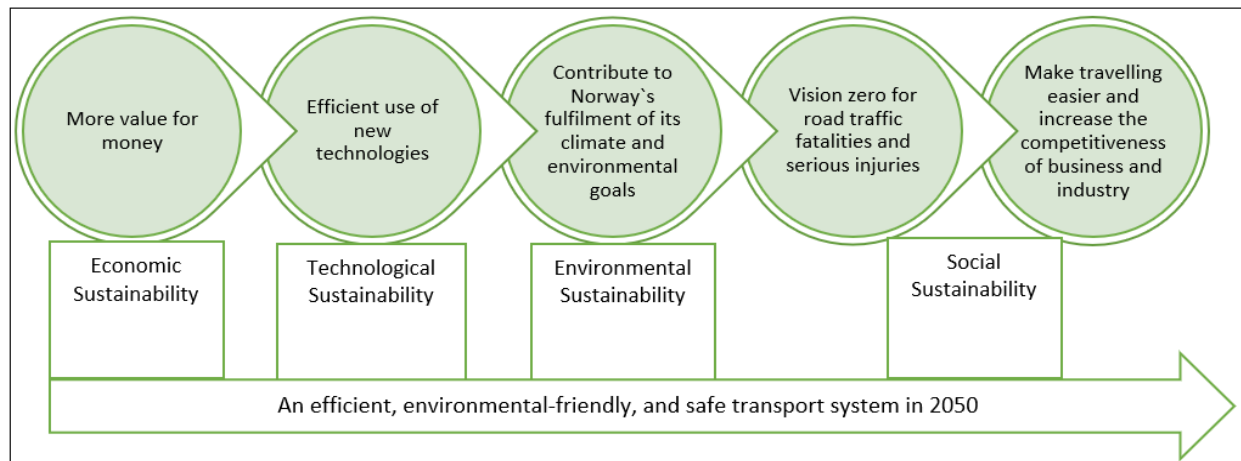 More value for
money
Efficient use of
new
technologies
Contribute to
Norway`s
fulfilment of its
climate and
environmental
goals
Vision zero for
road traffic
fatalities and
serious injuries
Make travelling
easier and
increase the
competitiveness
of business and
industry
Economic
Sustainability
Technological
Sustainability
Environmental
Sustainability
Social
Sustainability
An efficient, environmental-friendly, and safe transport system in 2050